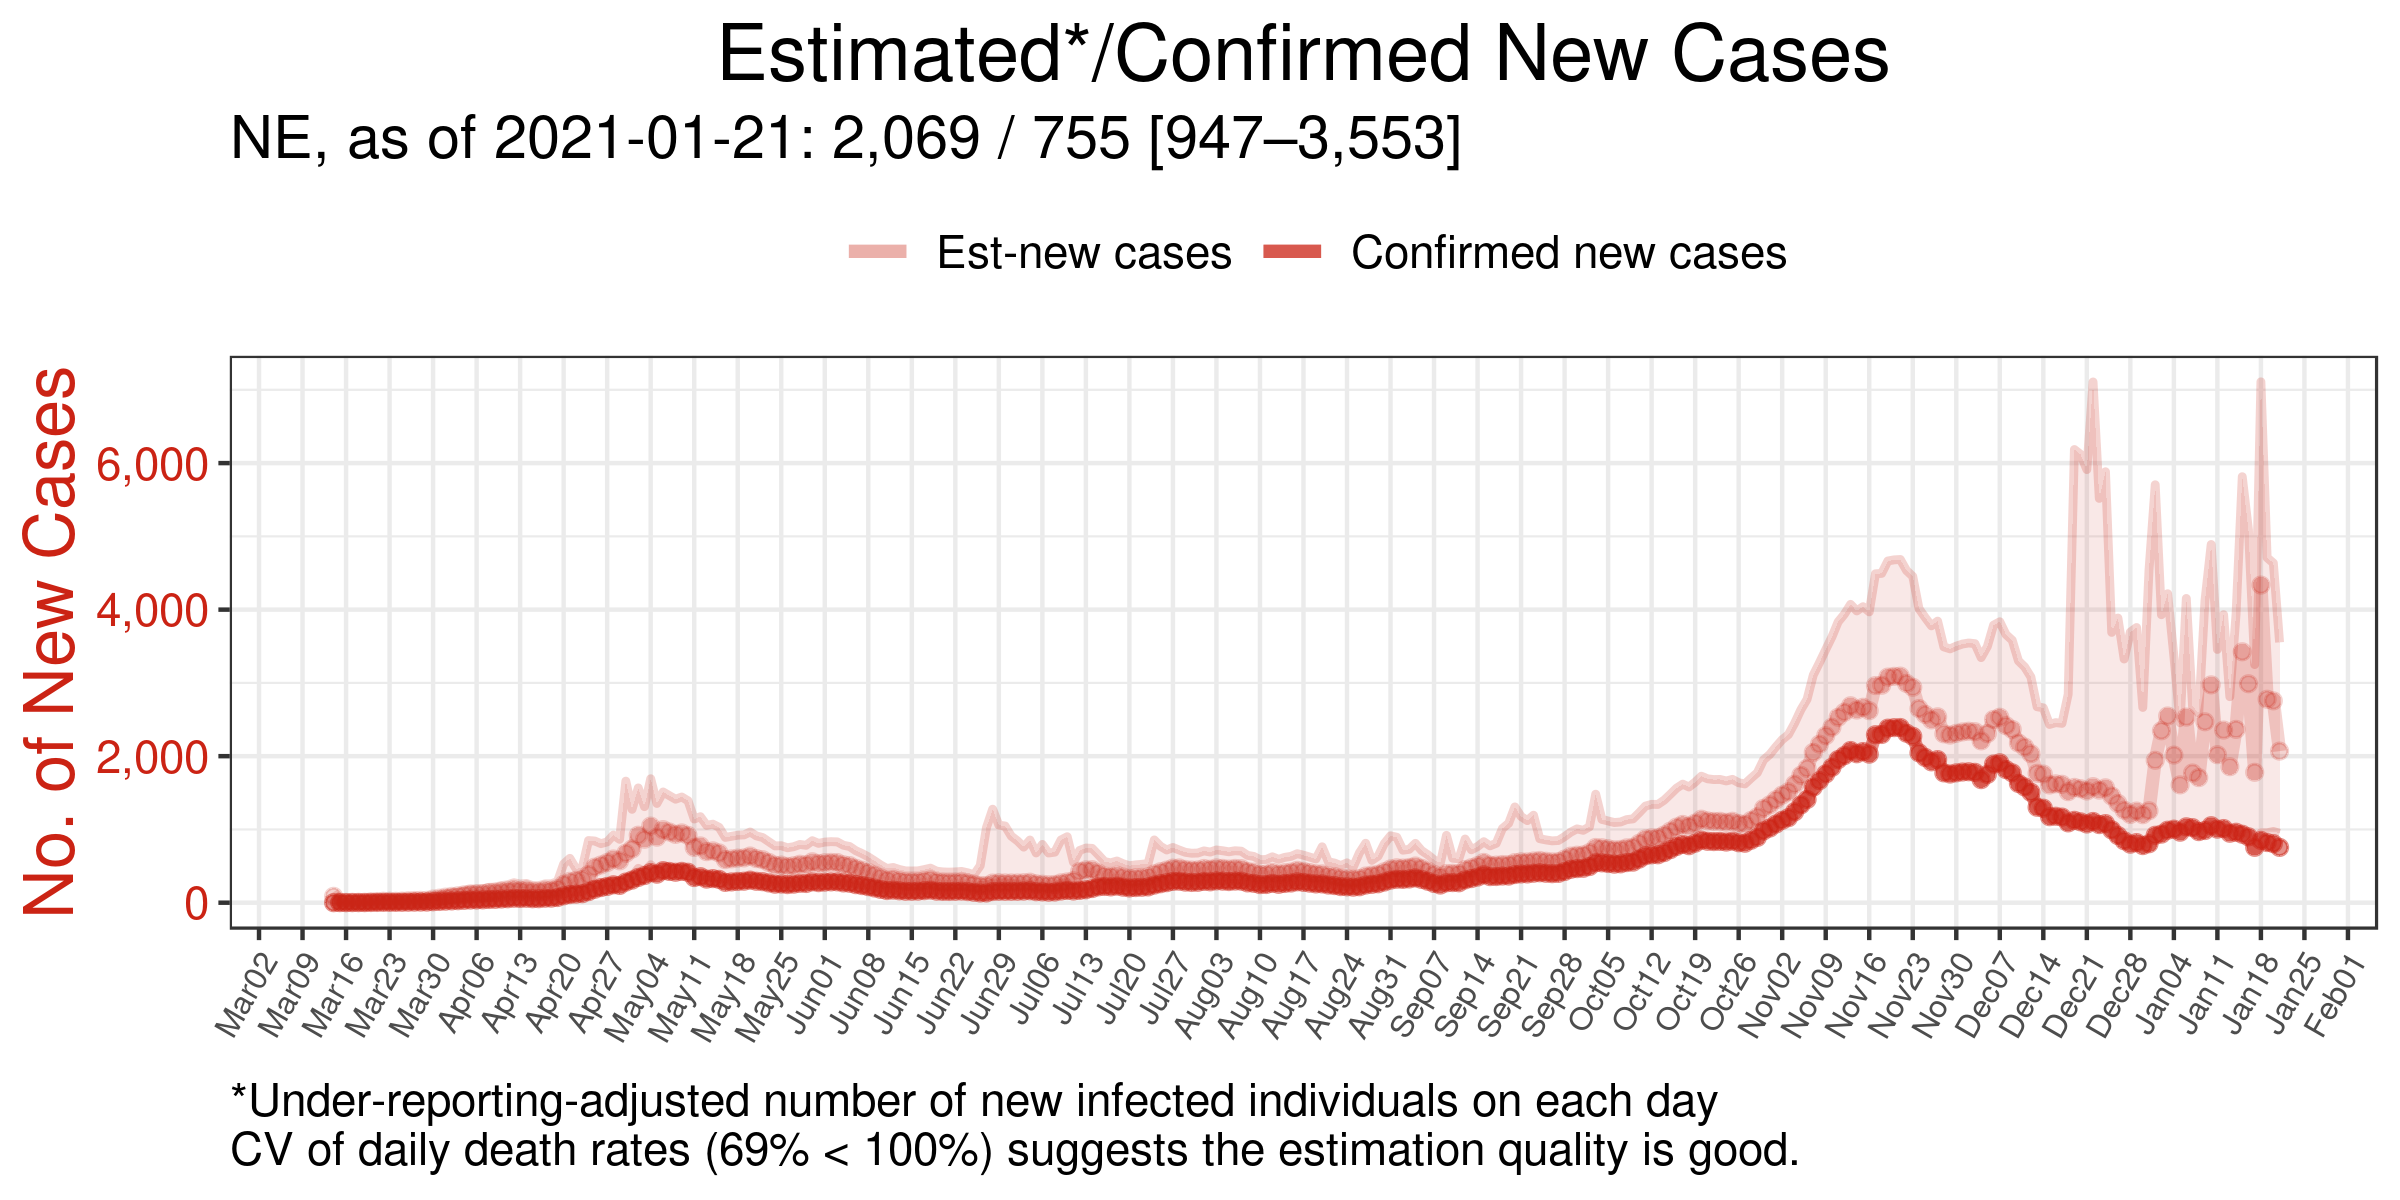 Estimated*/Confirmed New Cases
NE, as of 2021-01-21: 2,069 / 755 [947–3,553]
Est-new cases
Confirmed new cases
No. of New Cases
6,000
4,000
2,000
0
Mar02
Mar09
Mar16
Mar23
Mar30
Apr06
Apr13
Apr20
Apr27
May04
May11
May18
May25
Jun01
Jun08
Jun15
Jun22
Jun29
Jul06
Jul13
Jul20
Jul27
Aug03
Aug10
Aug17
Aug24
Aug31
Sep07
Sep14
Sep21
Sep28
Oct05
Oct12
Oct19
Oct26
Nov02
Nov09
Nov16
Nov23
Nov30
Dec07
Dec14
Dec21
Dec28
Jan04
Jan11
Jan18
Jan25
Feb01
*Under-reporting-adjusted number of new infected individuals on each day
CV of daily death rates (69% < 100%) suggests the estimation quality is good.